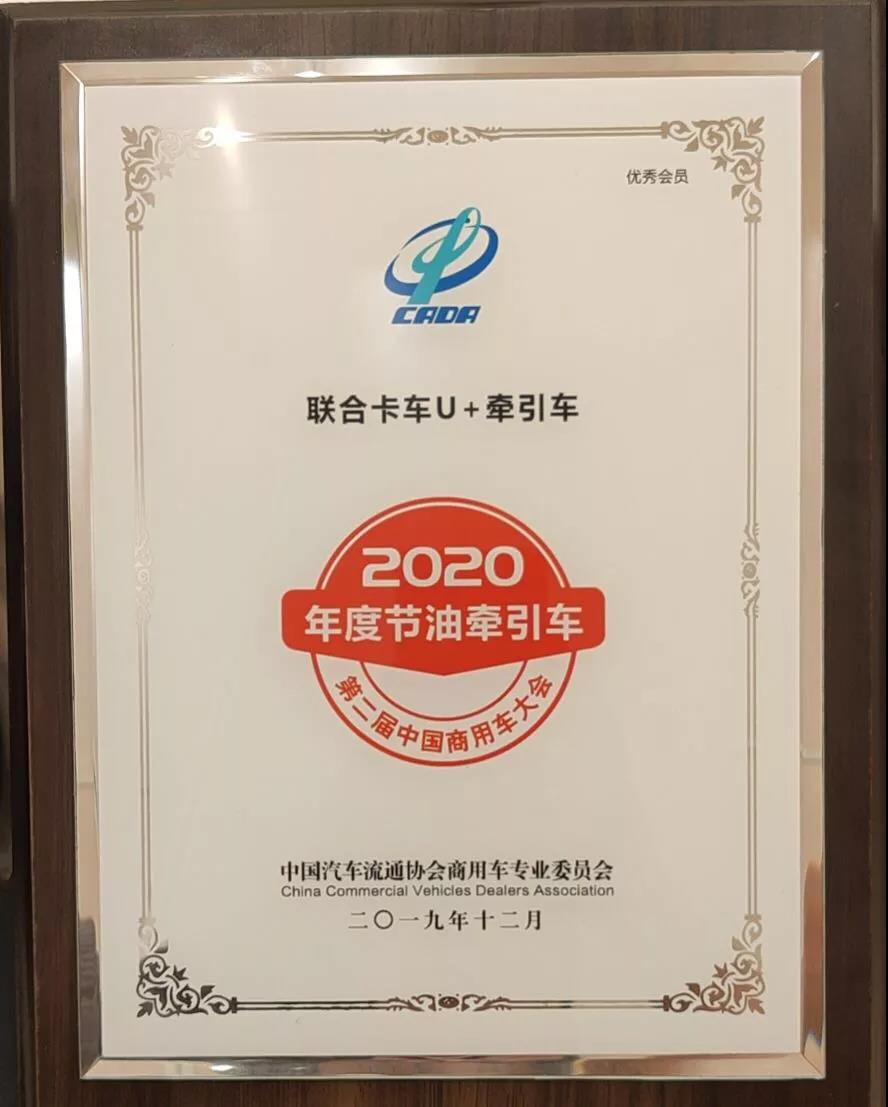 优秀会员
CADA
联合卡车U+牵引车
2020
年度节油牵引车
第二届中国商用车大会
中国汽车流通协会商用车专业委员会
China Commercial Vehicles Dealers Association
二〇一九年十二月